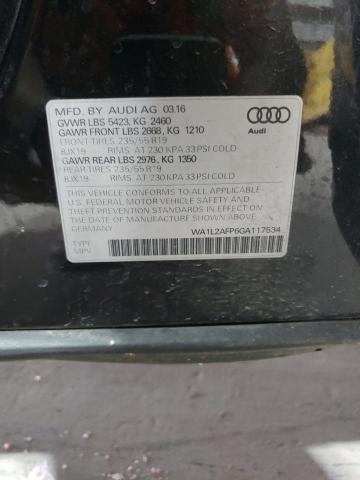 MFD. BY AUDI AG 03.16
GVWR LBS 5423, KG 2460
GAWR FRONT LBS 2668, KG 1210
FRONT TIRES 235/55 R19
8JX19 RIMS AT 230 KPA 33 PSI COLD
GAWR REAR LBS 2976, KG 1350
REAR TIRES 235/55 R19
8JX19 RIMS AT 230 KPA 33 PSI COLD
THIS VEHICLE CONFORMS TO ALL APPLICABLE
U.S. FEDERAL MOTOR VEHICLE SAFETY AND
THEFT PREVENTION STANDARDS IN EFFECT ON
THE DATE OF MANUFACTURE SHOWN ABOVE
GERMANY
Audi
TYPE:
MPV
WA1L2AFP6GA117534